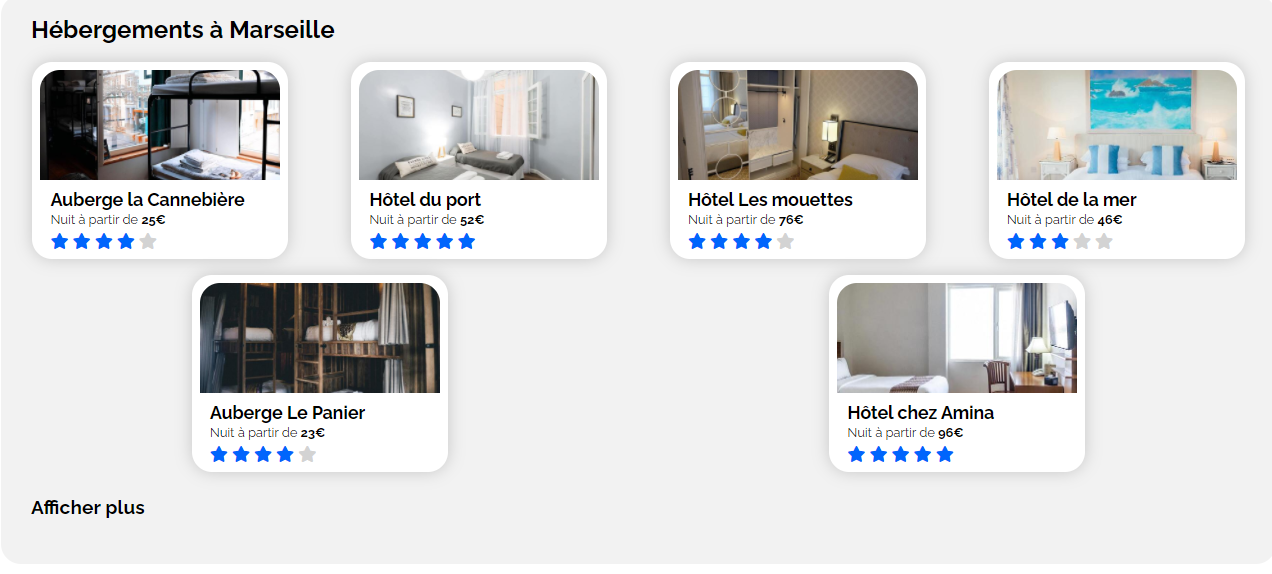 Hébergements à Marseille
Auberge la Cannebière
Nuit à partir de 25€
Hôtel du port
Nuit à partir de 52€
Hôtel Les mouettes
Nuit à partir de 76€
Hôtel de la mer
Nuit à partir de 46€
Auberge Le Panier
Nuit à partir de 23€
Hôtel chez Amina
Nuit à partir de 96€
Afficher plus